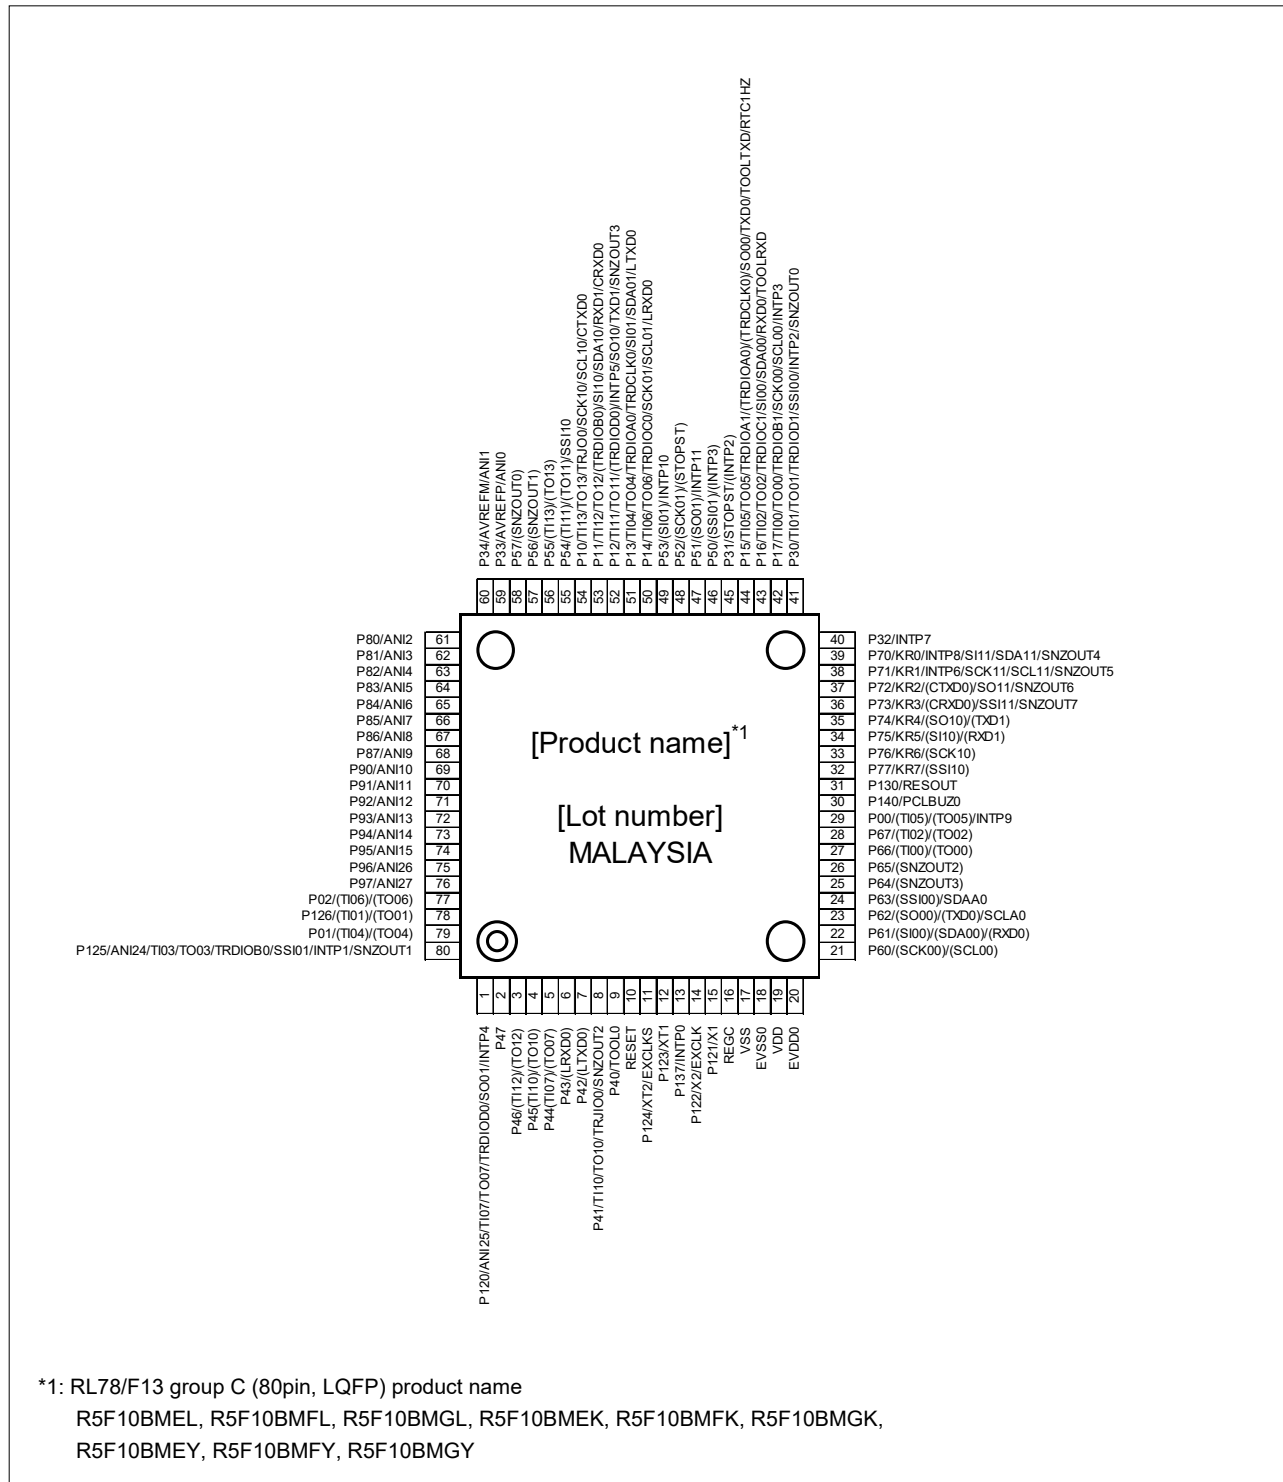 P34/AVREFM/ANI1
P33/AVREFP/ANI0
P57/(SNZOUT0)
P56/(SNZOUT1)
P55/(TI13)/(TO13)
P54/(TI11)/(TO11)/SSI10
P10/TI13/TO13/TRJO0/SCK10/SCL10/CTXD0
P11/TI12/TO12/(TRDIOB0)/SI10/SDA10/RXD1/CRXD0
P12/TI11/TO11/(TRDIOD0)/INTP5/SO10/TXD1/SNZOUT3
P13/TI04/TO04/TRDIOA0/TRDCLK0/SI01/SDA01/LTXD0
P14/TI06/TO06/TRDIOC0/SCK01/SCL01/LRXD0
P53/(SI01)/INTP10
P52/(SCK01)/(STOPST)
P51/(SO01)/INTP11
P50/(SSI01)/(INTP3)
P31/STOPST/(INTP2)
P15/TI05/TO05/TRDIOA1/(TRDIOA0)/(TRDCLK0)/SO00/TXD0/TOOLTXD/RTC1HZ
P16/TI02/TO02/TRDIOC1/SI00/SDA00/RXD0/TOOLRXD
P17/TI00/TO00/TRDIOB1/SCK00/SCL00/INTP3
P30/TI01/TO01/TRDIOD1/SSI00/INTP2/SNZOUT0
60 59 58 57 56 55 54 53 52 51 50 49 48 47 46 45 44 43 42 41
P80/ANI2 61
P81/ANI3 62
P82/ANI4 63
P83/ANI5 64
P84/ANI6 65
P85/ANI7 66
P86/ANI8 67
P87/ANI9 68
P90/ANI10 69
P91/ANI11 70
P92/ANI12 71
P93/ANI13 72
P94/ANI14 73
P95/ANI15 74
P96/ANI26 75
P97/ANI27 76
P02/(TI06)/(TO06) 77
P126/(TI01)/(TO01) 78
P01/(TI04)/(TO04) 79
P125/ANI24/TI03/TO03/TRDIOB0/SSI01/INTP1/SNZOUT1 80
[Product name]*1
[Lot number]
MALAYSIA
40 P32/INTP7
39 P70/KR0/INTP8/SI11/SDA11/SNZOUT4
38 P71/KR1/INTP6/SCK11/SCL11/SNZOUT5
37 P72/KR2/(CTXD0)/SO11/SNZOUT6
36 P73/KR3/(CRXD0)/SSI11/SNZOUT7
35 P74/KR4/(SO10)/(TXD1)
34 P75/KR5/(SI10)/(RXD1)
33 P76/KR6/(SCK10)
32 P77/KR7/(SSI10)
31 P130/RESOUT
30 P140/PCLBUZ0
29 P00/(TI05)/(TO05)/INTP9
28 P67/(TI02)/(TO02)
27 P66/(TI00)/(TO00)
26 P65/(SNZOUT2)
25 P64/(SNZOUT3)
24 P63/(SSI00)/SDAA0
23 P62/(SO00)/(TXD0)/SCLA0
22 P61/(SI00)/(SDA00)/(RXD0)
21 P60/(SCK00)/(SCL00)
1 2 3 4 5 6 7 8 9 10 11 12 13 14 15 16 17 18 19 20
P120/ANI25/TI07/TO07/TRDIOD0/SO01/INTP4
P47
P46/(TI12)/(TO12)
P45(TI10)/(TO10)
P44(TI07)/(TO07)
P43/(LRXD0)
P42/(LTXD0)
P41/TI10/TO10/TRJIO0/SNZOUT2
P40/TOOL0
RESET
P124/XT2/EXCLKS
P123/XT1
P137/INTP0
P122/X2/EXCLK
P121/X1
REGC
VSS
EVSS0
VDD
EVDD0
*1: RL78/F13 group C (80pin, LQFP) product name
R5F10BMEL, R5F10BMFL, R5F10BMGL, R5F10BMEK, R5F10BMFK, R5F10BMGK,
R5F10BMEY, R5F10BMFY, R5F10BMGY